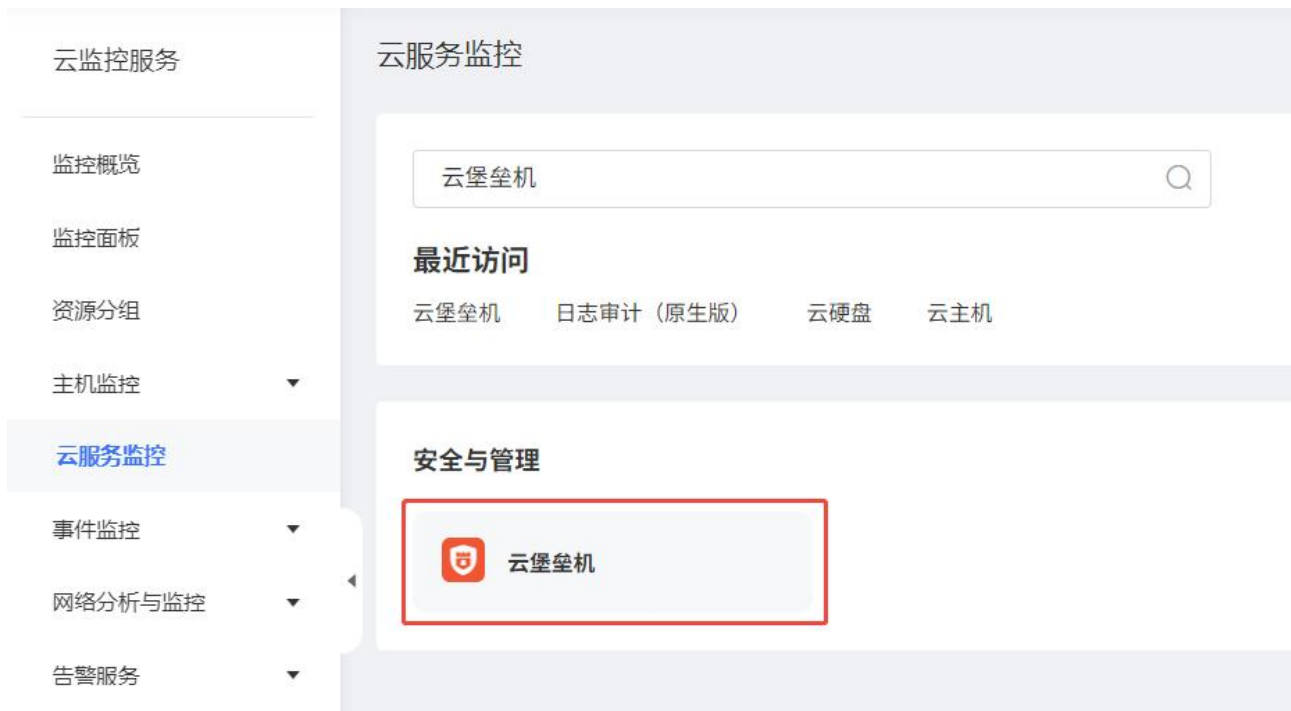 云监控服务
监控概览
监控面板
资源分组
主机监控
云服务监控
事件监控
网络分析与监控
告警服务
云服务监控
云堡垒机
最近访问
云堡垒机 日志审计（原生版） 云硬盘 云主机
安全与管理
云堡垒机